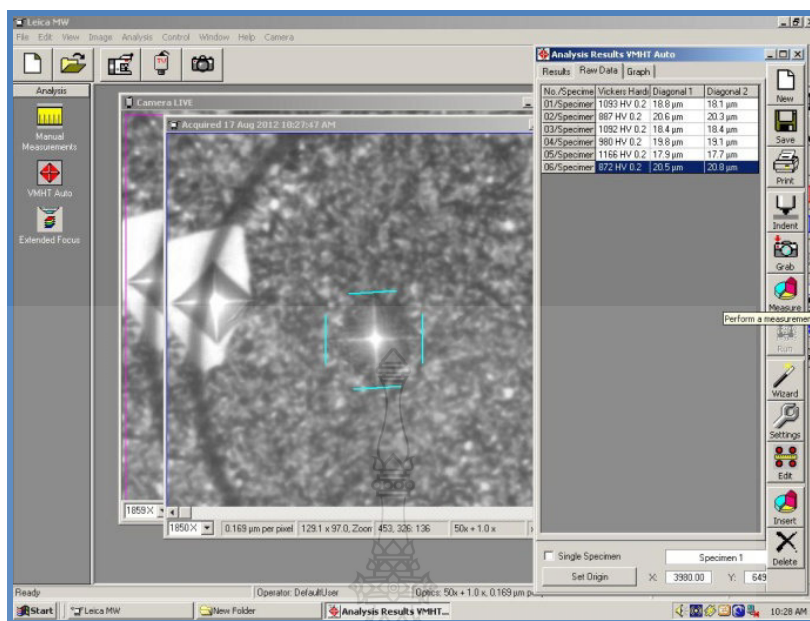 Leica MW
File Edit View Image Analysis Control Window Help Camera
Analysis
Manual
Measurements
VMHT Auto
Extended Focus
Camera LIVE
Acquired 17 Aug 2012 10:27:47 AM
1859X
1850X 0.169 µm per pixel 129.1 x 97.0, Zoom 453, 326: 136 50x + 1.0 x
Analysis Results VMHT Auto
Results Raw Data Graph
No./Specime Vickers Hardi Diagonal 1 Diagonal 2
01/Specimen 1093 HV 0.2 18.8 µm 18.1 µm
02/Specimen 887 HV 0.2 20.6 µm 20.3 µm
03/Specimen 1092 HV 0.2 18.4 µm 18.4 µm
04/Specimen 980 HV 0.2 19.8 µm 19.1 µm
05/Specimen 1166 HV 0.2 17.9 µm 17.7 µm
06/Specimen 872 HV 0.2 20.5 µm 20.8 µm
New
Save
Print
Indent
Grab
Measure
Perform a measuremen
Run
Wizard
Settings
Edit
Insert
Delete
Single Specimen Specimen 1
Set Origin X: 3980.00 Y: 649
Ready Operator: DefaultUser Optics: 50x + 1.0 x, 0.169 µm
Start Leica MW New Folder Analysis Results VMHT... 10:28 AM